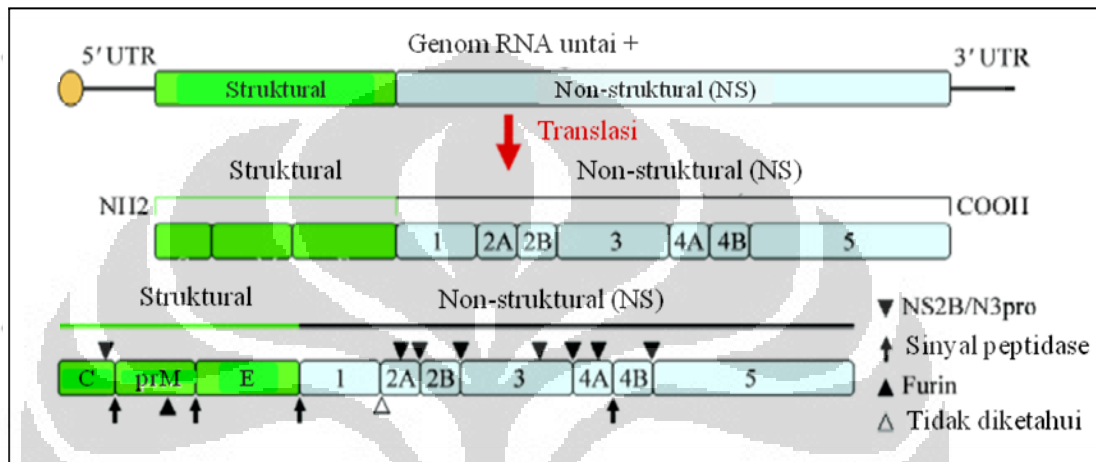 Genom RNA untai +
5' UTR
3' UTR
Struktural
Non-struktural (NS)
Translasi
Struktural
Non-struktural (NS)
NH2
COOH
1 2A 2B 3 4A 4B 5
Struktural
Non-struktural (NS)
C prM E 1 2A 2B 3 4A 4B 5
▼ NS2B/N3pro
Sinyal peptidase
▲ Furin
△ Tidak diketahui